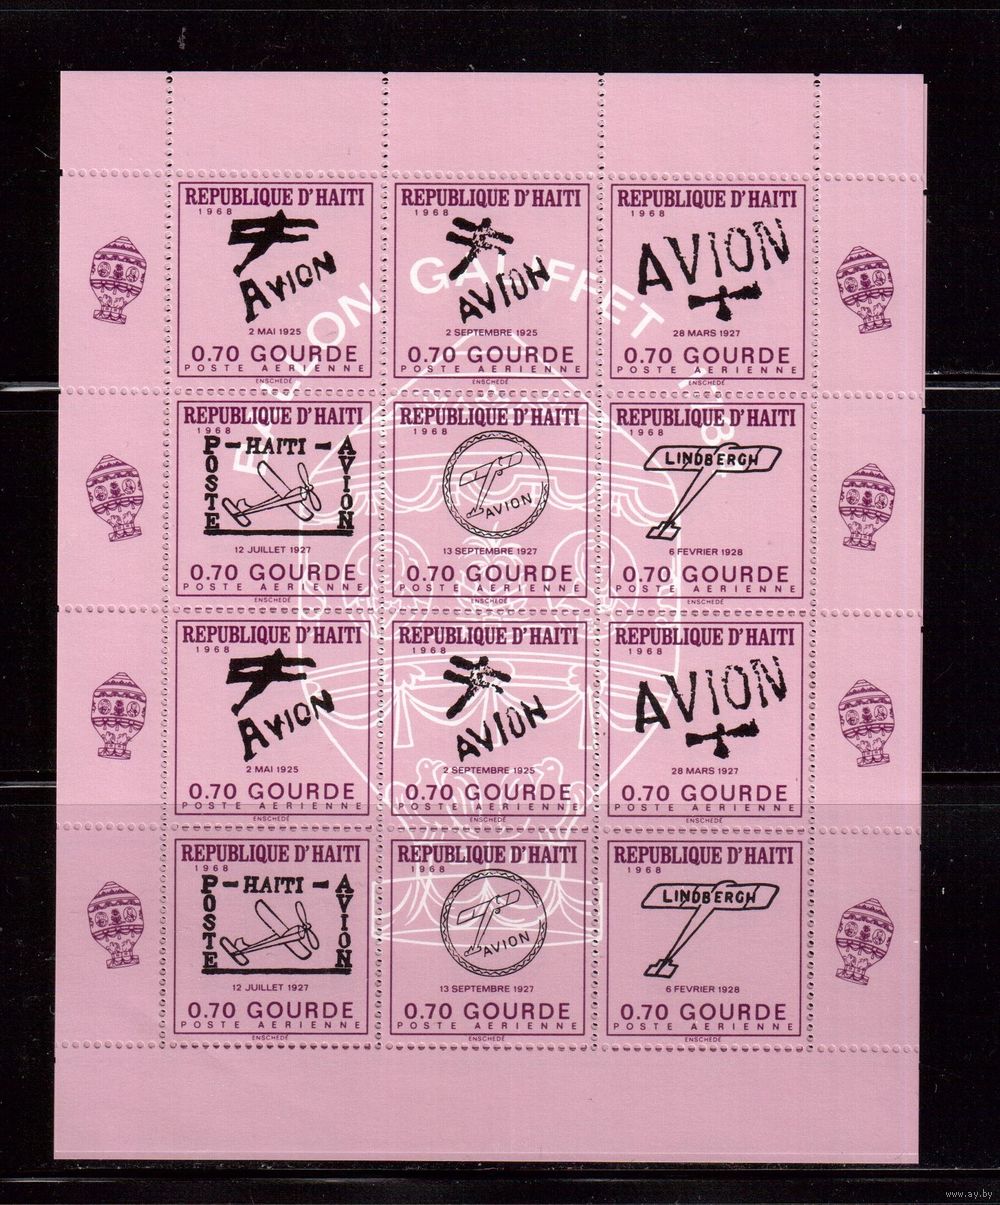 REPUBLIQUE D'HAITI
1968
AVION
2 MAI 1925
0.70 GOURDE
POSTE AERIENNE
ENSCHEDÉ
REPUBLIQUE D'HAITI
1968
AVION
2 SEPTEMBRE 1925
0.70 GOURDE
POSTE AERIENNE
ENSCHEDÉ
REPUBLIQUE D'HAITI
1968
AVION
28 MARS 1927
0.70 GOURDE
POSTE AERIENNE
ENSCHEDÉ
REPUBLIQUE D'HAITI
1968
POSTE
P-HAITI-A
AVION
12 JUILLET 1927
0.70 GOURDE
POSTE AERIENNE
ENSCHEDÉ
REPUBLIQUE D'HAITI
1968
AVION
13 SEPTEMBRE 1927
0.70 GOURDE
POSTE AERIENNE
ENSCHEDÉ
REPUBLIQUE D'HAITI
1968
LINDBERGH
6 FEVRIER 1928
0.70 GOURDE
POSTE AERIENNE
ENSCHEDÉ
REPUBLIQUE D'HAITI
1968
AVION
2 MAI 1925
0.70 GOURDE
POSTE AERIENNE
ENSCHEDÉ
REPUBLIQUE D'HAITI
1968
AVION
2 SEPTEMBRE 1925
0.70 GOURDE
POSTE AERIENNE
ENSCHEDÉ
REPUBLIQUE D'HAITI
1968
AVION
28 MARS 1927
0.70 GOURDE
POSTE AERIENNE
ENSCHEDÉ
REPUBLIQUE D'HAITI
1968
POSTE
P-HAITI-A
AVION
12 JUILLET 1927
0.70 GOURDE
POSTE AERIENNE
ENSCHEDÉ
REPUBLIQUE D'HAITI
1968
AVION
13 SEPTEMBRE 1927
0.70 GOURDE
POSTE AERIENNE
ENSCHEDÉ
REPUBLIQUE D'HAITI
1968
LINDBERGH
6 FEVRIER 1928
0.70 GOURDE
POSTE AERIENNE
ENSCHEDÉ
www.ay.by